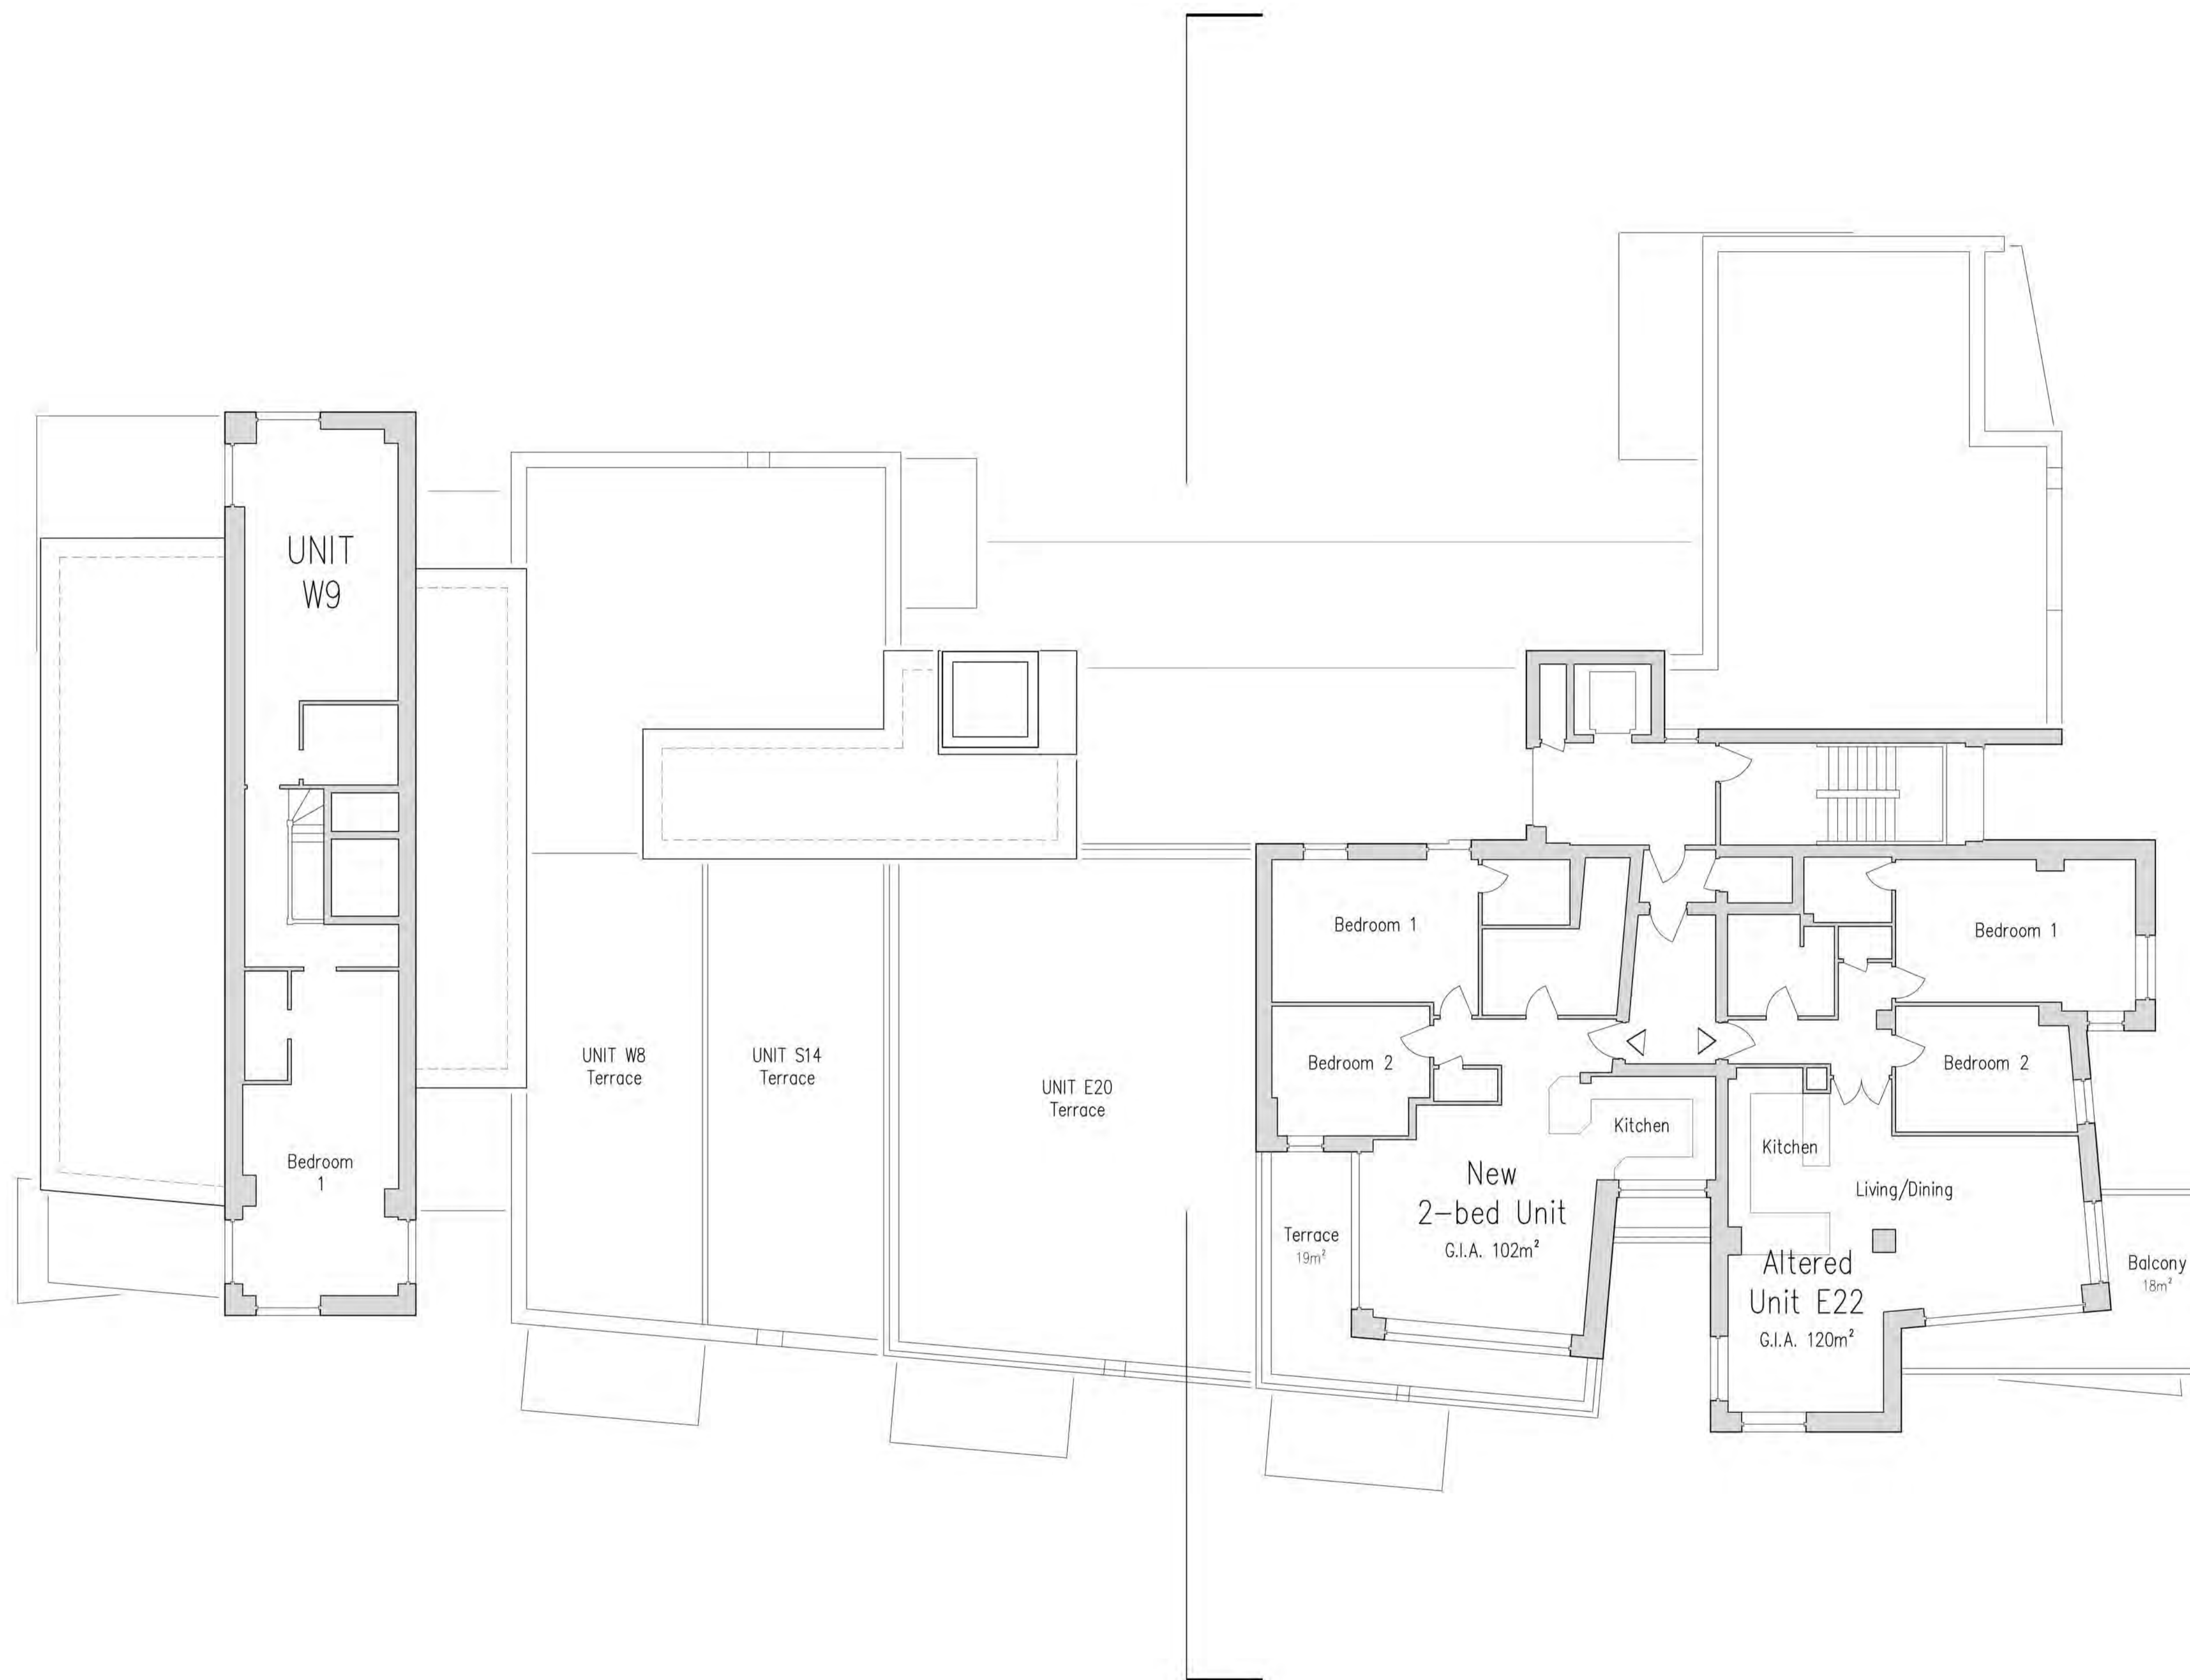 UNIT
W9
Bedroom
1
UNIT W8
Terrace
UNIT S14
Terrace
UNIT E20
Terrace
Bedroom 1
Bedroom 2
Kitchen
New
2-bed Unit
G.I.A. 102m²
Terrace
19m²
Bedroom 1
Bedroom 2
Kitchen
Living/Dining
Altered
Unit E22
G.I.A. 120m²
Balcony
18m²